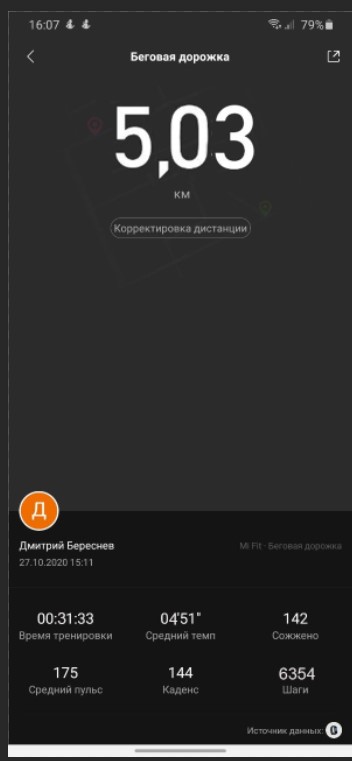 16:07 79%
Беговая дорожка
5,03
км
Корректировка дистанции
Д
Дмитрий Береснев
Mi Fit - Беговая дорожка
27.10.2020 15:11
00:31:33 04'51" 142
Время тренировки Средний темп Сожжено
175 144 6354
Средний пульс Каденс Шаги
Источник данных: